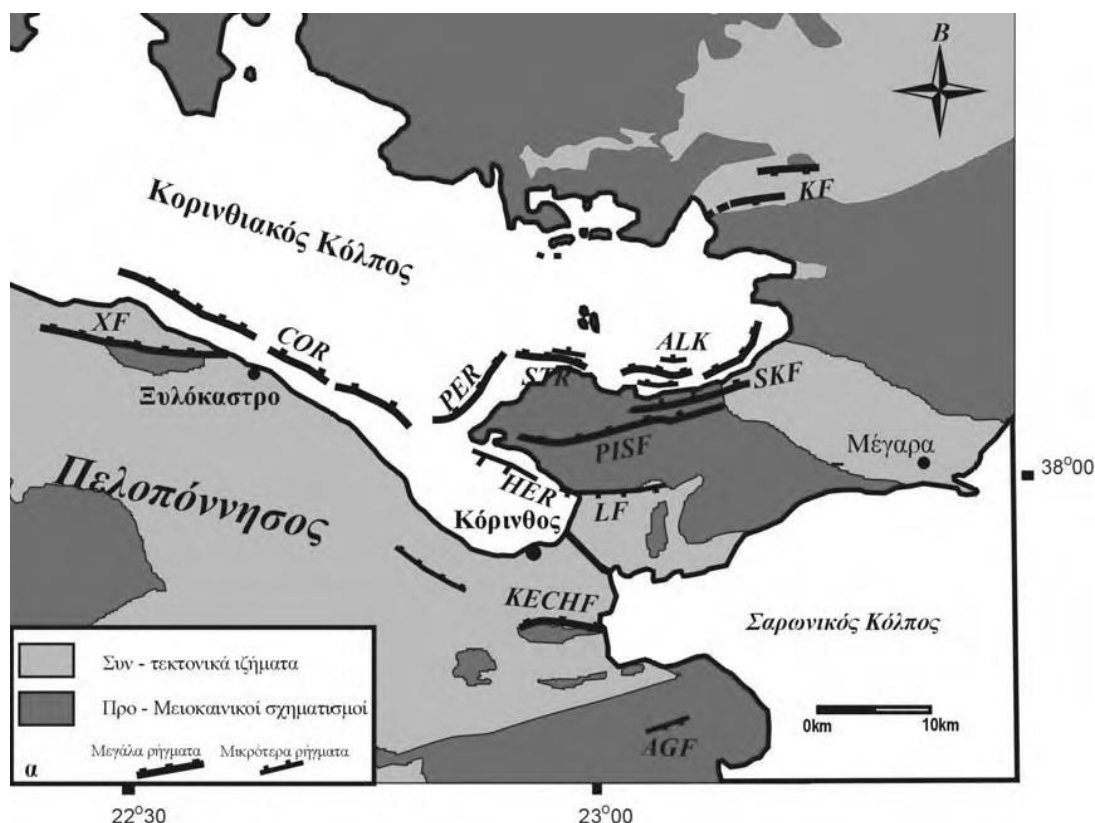 B
KF
Κορινθιακός Κόλπος
XF
COR
ALK
PER
STR
SKF
Ξυλόκαστρο
PISF
Μέγαρα
38°00
Πελοπόννησος
HER
LF
Κόρινθος
KECHF
Σαρωνικός Κόλπος
Συν - τεκτονικά ιζήματα
Προ - Μειοκαινικοί σχηματισμοί
0km 10km
AGF
Μεγάλα ρήγματα Μικρότερα ρήγματα
α
22°30 23°00